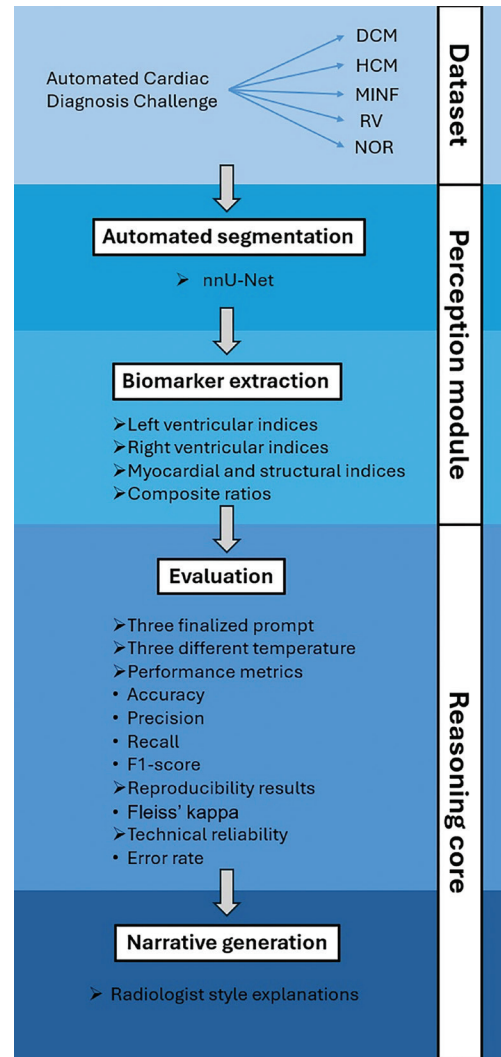 DCM
HCM
Automated Cardiac
Diagnosis Challenge
MINF
RV
NOR
Dataset
Automated segmentation
➢ nnU-Net
Biomarker extraction
➢Left ventricular indices
➢Right ventricular indices
➢Myocardial and structural indices
➢Composite ratios
Perception module
Evaluation
➢Three finalized prompt
➢Three different temperature
➢Performance metrics
• Accuracy
• Precision
• Recall
• F1-score
➢Reproducibility results
• Fleiss’ kappa
➢Technical reliability
• Error rate
Narrative generation
➢ Radiologist style explanations
Reasoning core